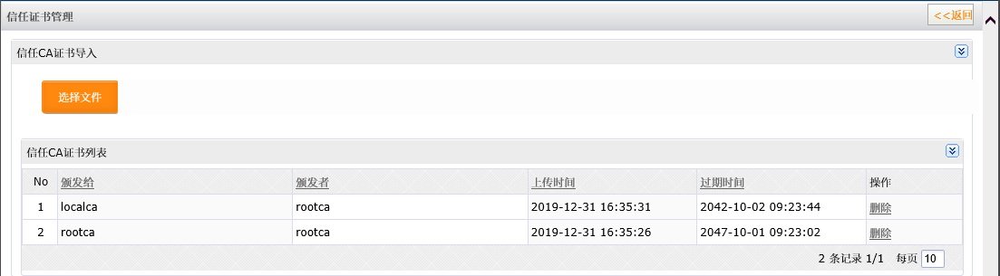 信任证书管理 <<返回
信任CA证书导入
选择文件
信任CA证书列表
No 颁发给 颁发者 上传时间 过期时间 操作
1 localca rootca 2019-12-31 16:35:31 2042-10-02 09:23:44 删除
2 rootca rootca 2019-12-31 16:35:26 2047-10-01 09:23:02 删除
2 条记录 1/1 每页 10